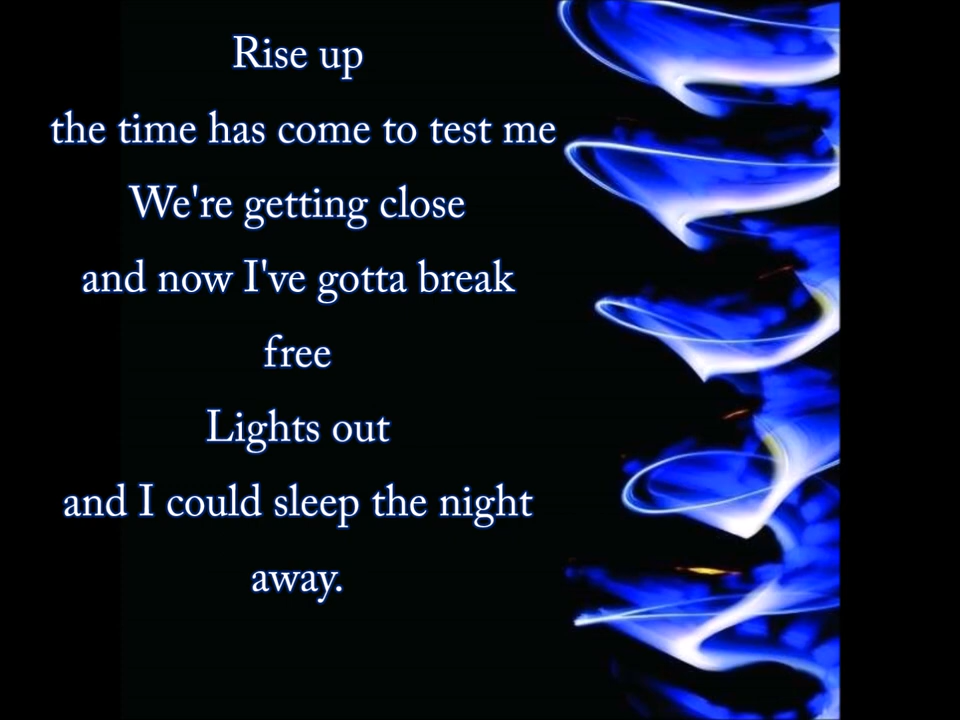 Rise up
the time has come to test me
We're getting close
and now I've gotta break
free
Lights out
and I could sleep the night
away.